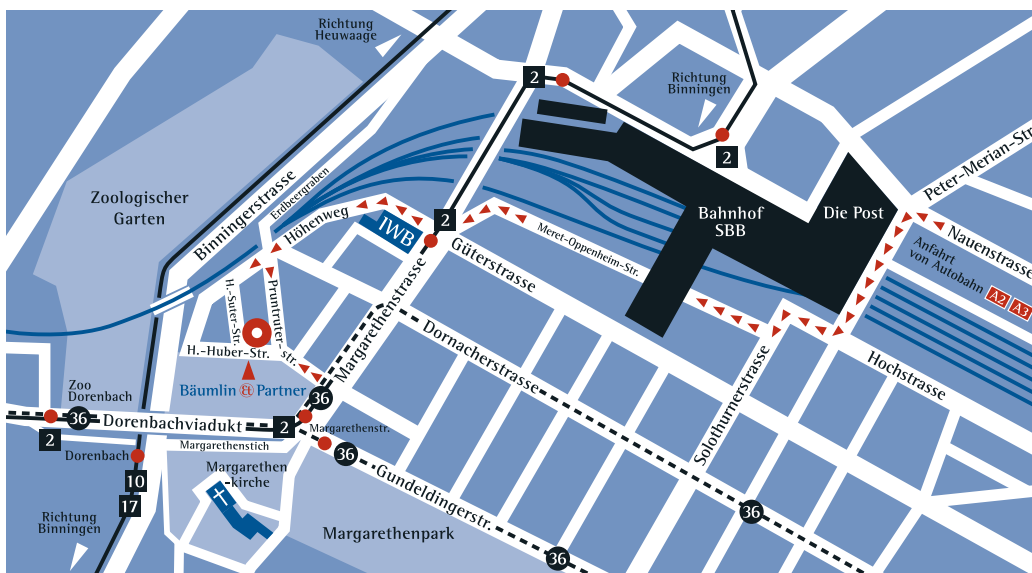 Richtung
Heuwaage
2
Richtung
Binningen
2
Peter-Merian-Str.
Zoologischer
Garten
Binningerstrasse
Erdbeergraben
Höhenweg
IWB
2
Güterstrasse
Meret-Oppenheim-Str.
Bahnhof
SBB
Die Post
Nauenstrasse
Anfahrt
von Autobahn
A2 A3
H.-Suter-Str.
Pruntruter-str.
Margarethenstrasse
H.-Huber-Str.
Bäumlin & Partner
Dornacherstrasse
Solothurnerstrasse
Hochstrasse
Zoo
Dorenbach
36
2
Dorenbachviadukt
2
36
Margarethenstr.
Margarethenstich
36
Dorenbach
10
17
Margarethen
-kirche
Gundeldingerstr.
Richtung
Binningen
Margarethenpark
36
36